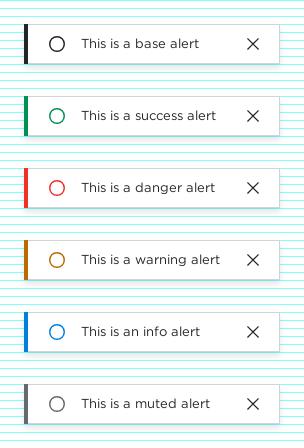 This is a base alert
This is a success alert
This is a danger alert
This is a warning alert
This is an info alert
This is a muted alert